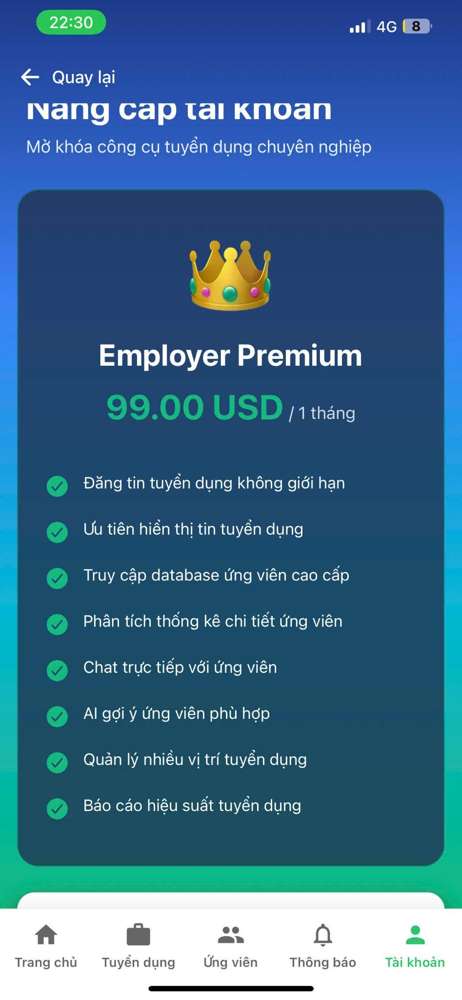 22:30
4G 8
Quay lại
Nâng cấp tài khoản
Mở khóa công cụ tuyển dụng chuyên nghiệp
Employer Premium
99.00 USD / 1 tháng
Đăng tin tuyển dụng không giới hạn
Ưu tiên hiển thị tin tuyển dụng
Truy cập database ứng viên cao cấp
Phân tích thống kê chi tiết ứng viên
Chat trực tiếp với ứng viên
AI gợi ý ứng viên phù hợp
Quản lý nhiều vị trí tuyển dụng
Báo cáo hiệu suất tuyển dụng
Trang chủ
Tuyển dụng
Ứng viên
Thông báo
Tài khoản